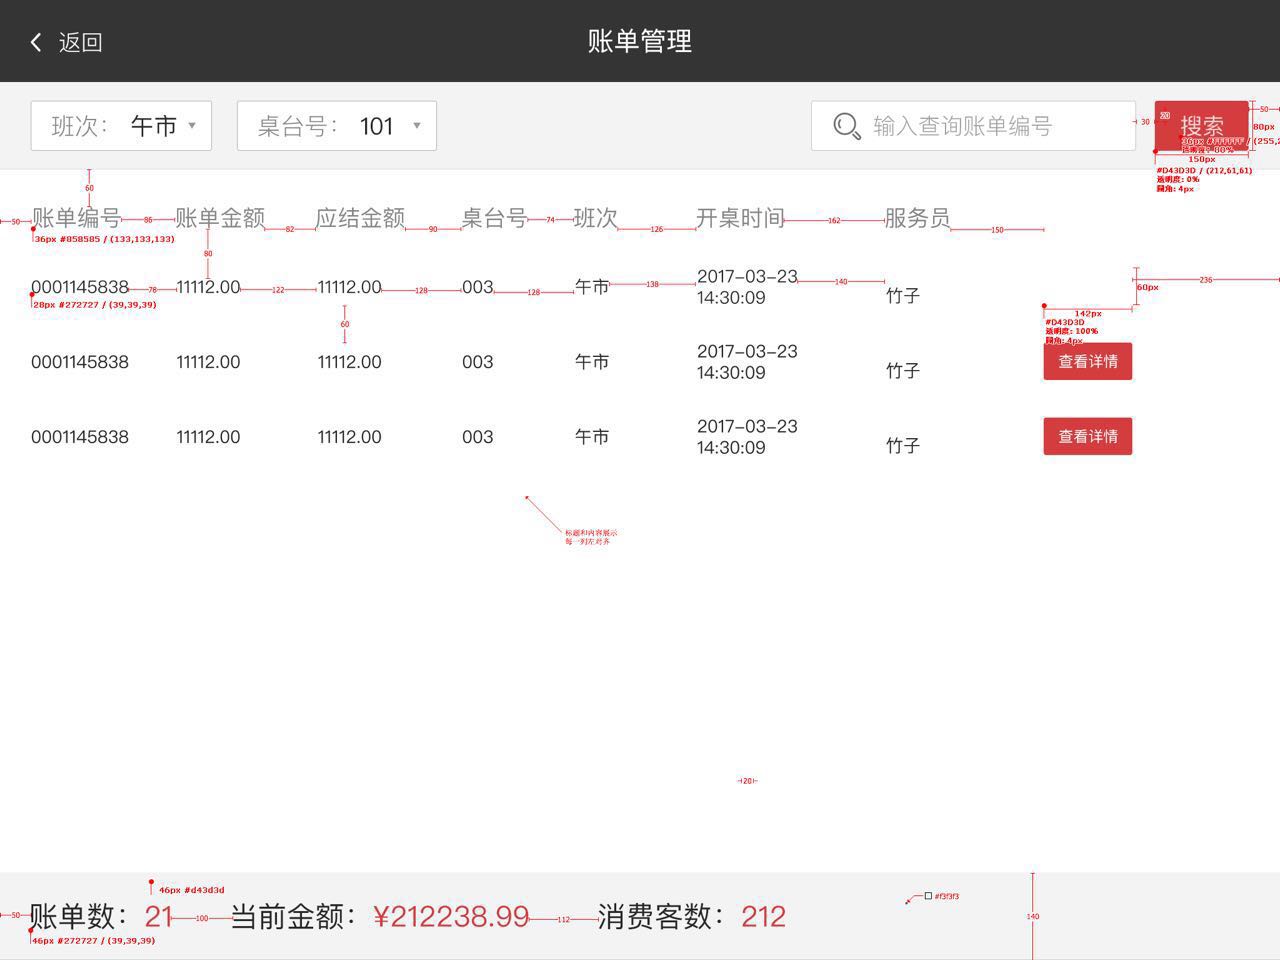 返回
账单管理
班次： 午市
桌台号： 101
输入查询账单编号
30
20
搜索
50
80px
36px #FFFFFF / (255,2
透明度: 80%
150px
#D43D3D / (212,61,61)
透明度: 0%
圆角: 4px
60
50
账单编号
86
账单金额
82
应结金额
90
桌台号
74
班次
126
开桌时间
162
服务员
150
36px #858585 / (133,133,133)
80
0001145838
78
11112.00
122
11112.00
128
003
128
午市
138
2017-03-23
14:30:09
140
竹子
236
60px
28px #272727 / (39,39,39)
60
142px
#D43D3D
透明度: 100%
圆角: 4px
0001145838
11112.00
11112.00
003
午市
2017-03-23
14:30:09
竹子
查看详情
0001145838
11112.00
11112.00
003
午市
2017-03-23
14:30:09
竹子
查看详情
标题和内容展示
每一列左对齐
20
46px #d43d3d
#f3f3f3
50
账单数： 21
100
当前金额： ¥212238.99
112
消费客数： 212
140
46px #272727 / (39,39,39)